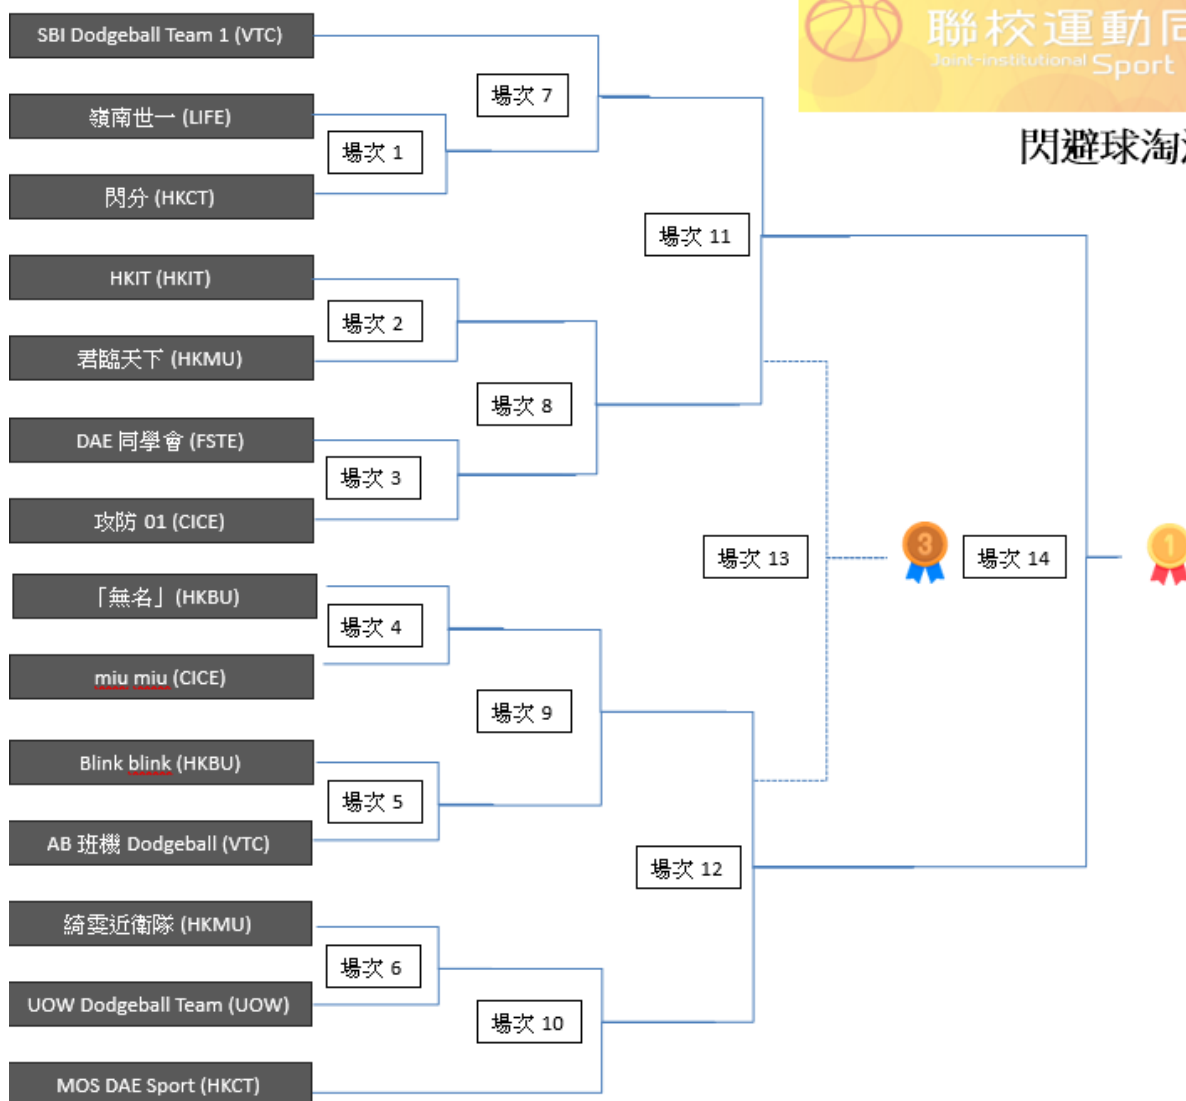 聯校運動同
Joint-institutional Sport
閃避球淘汰
SBI Dodgeball Team 1 (VTC)
場次 7
嶺南世一 (LIFE)
場次 1
閃分 (HKCT)
場次 11
HKIT (HKIT)
場次 2
君臨天下 (HKMU)
場次 8
DAE 同學會 (FSTE)
場次 3
攻防 01 (CICE)
場次 13
3
場次 14
1
「無名」(HKBU)
場次 4
miu miu (CICE)
場次 9
Blink blink (HKBU)
場次 5
AB 班機 Dodgeball (VTC)
場次 12
綺雲近衛隊 (HKMU)
場次 6
UOW Dodgeball Team (UOW)
場次 10
MOS DAE Sport (HKCT)